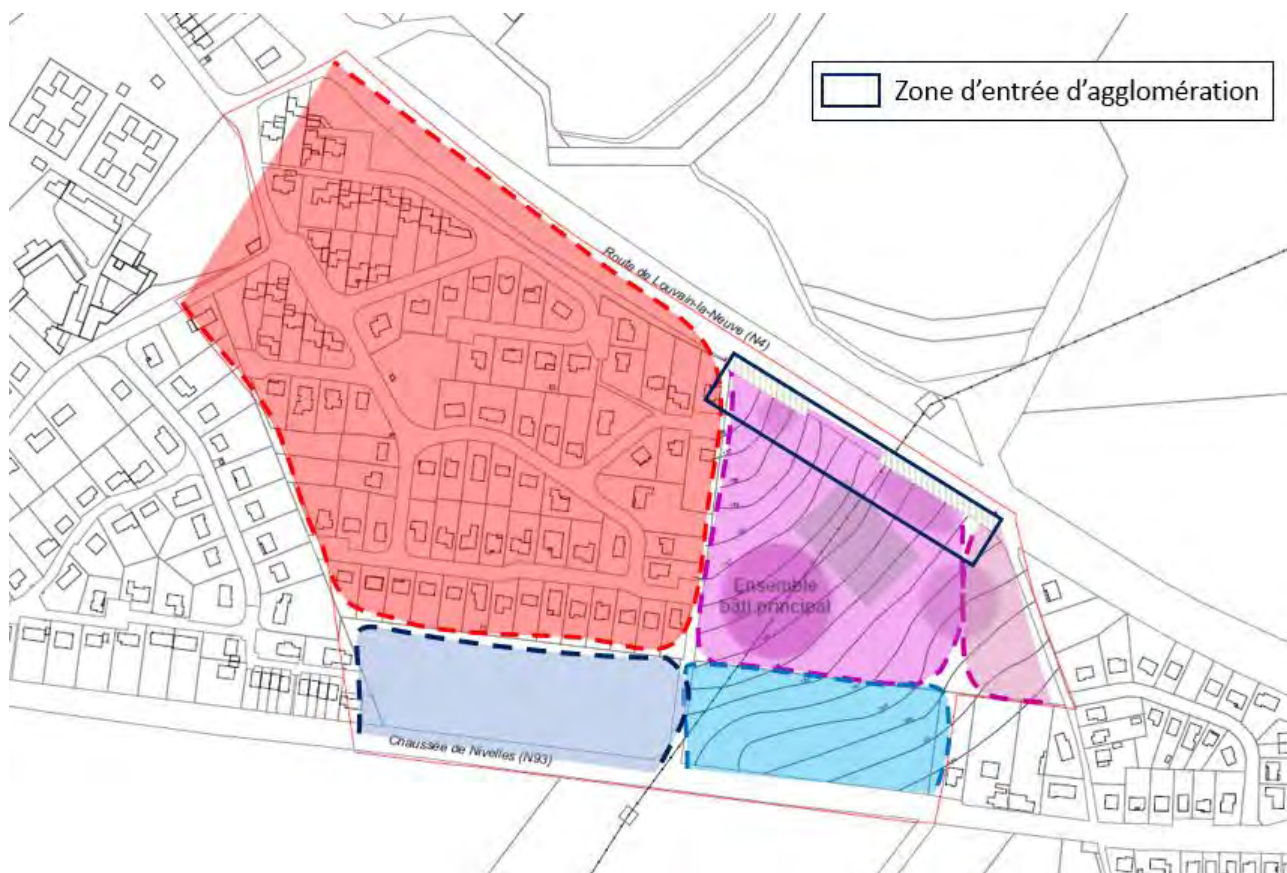 Zone d'entrée d'agglomération
Route de Louvain-la-Neuve (N4)
Ensemble
bâti principal
Chaussée de Nivelles (N93)